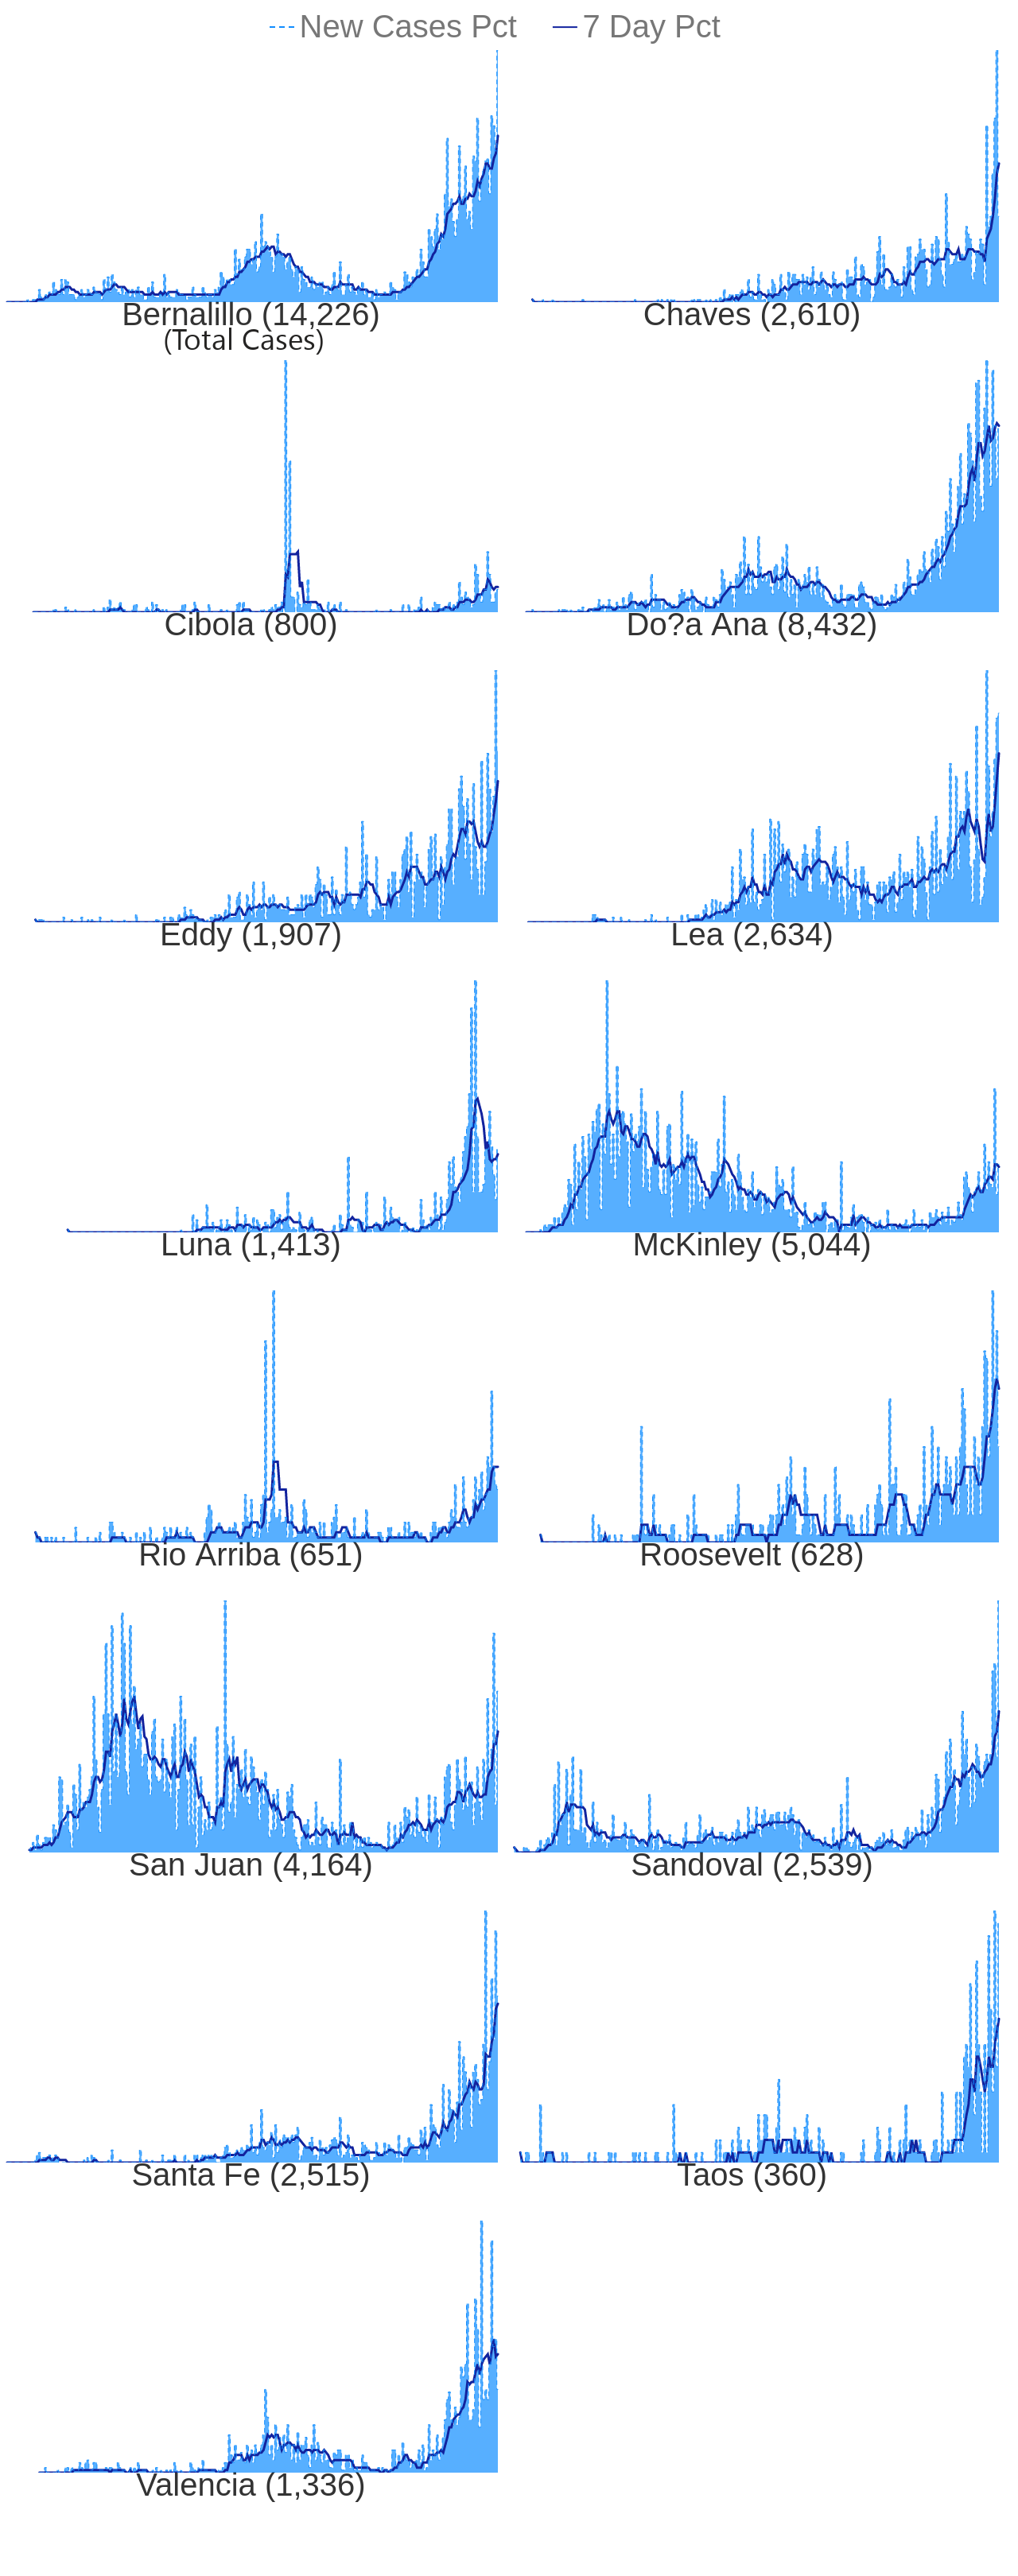 New Cases Pct 7 Day Pct
Bernalillo (14,226) Chaves (2,610)
(Total Cases)
Cibola (800) Do?a Ana (8,432)
Eddy (1,907) Lea (2,634)
Luna (1,413) McKinley (5,044)
Rio Arriba (651) Roosevelt (628)
San Juan (4,164) Sandoval (2,539)
Santa Fe (2,515) Taos (360)
Valencia (1,336)